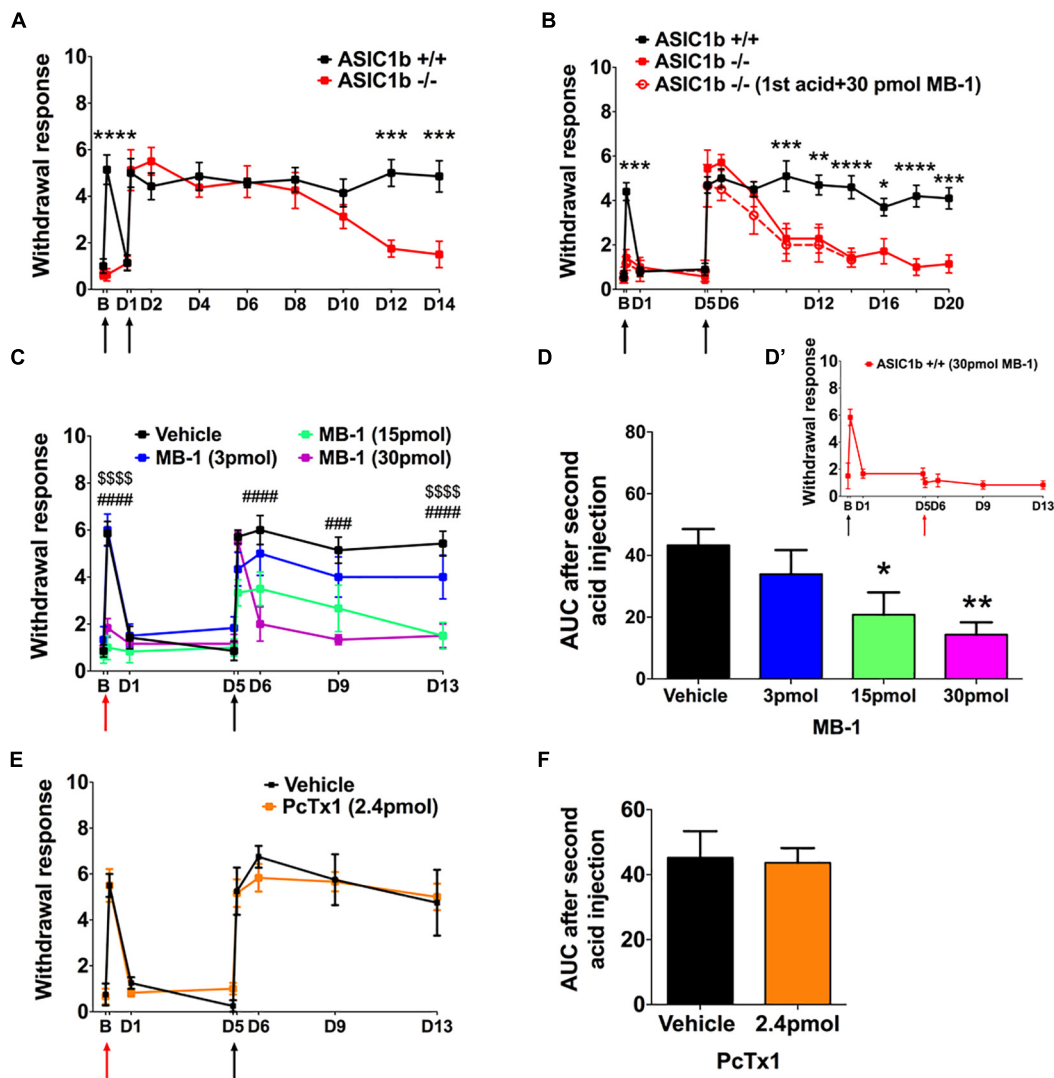 A
ASIC1b +/+
ASIC1b -/-
Withdrawal response
10
8
6
4
2
0
****
***
***
B
D1
D2
D4
D6
D8
D10
D12
D14
B
ASIC1b +/+
ASIC1b -/-
ASIC1b -/- (1st acid+30 pmol MB-1)
Withdrawal response
10
8
6
4
2
0
***
***
**
****
*
****
***
B
D1
D5
D6
D12
D16
D20
C
Vehicle
MB-1 (3pmol)
MB-1 (15pmol)
MB-1 (30pmol)
Withdrawal response
10
8
6
4
2
0
$$$$
####
####
###
$$$$
####
B
D1
D5
D6
D9
D13
D
AUC after second
acid injection
80
60
40
20
0
*
**
Vehicle
3pmol
15pmol
30pmol
MB-1
D'
ASIC1b +/+ (30pmol MB-1)
Withdrawal response
10
8
6
4
2
0
B
D1
D5
D6
D9
D13
E
Vehicle
PcTx1 (2.4pmol)
Withdrawal response
10
8
6
4
2
0
B
D1
D5
D6
D9
D13
F
AUC after second
acid injection
60
40
20
0
Vehicle
2.4pmol
PcTx1